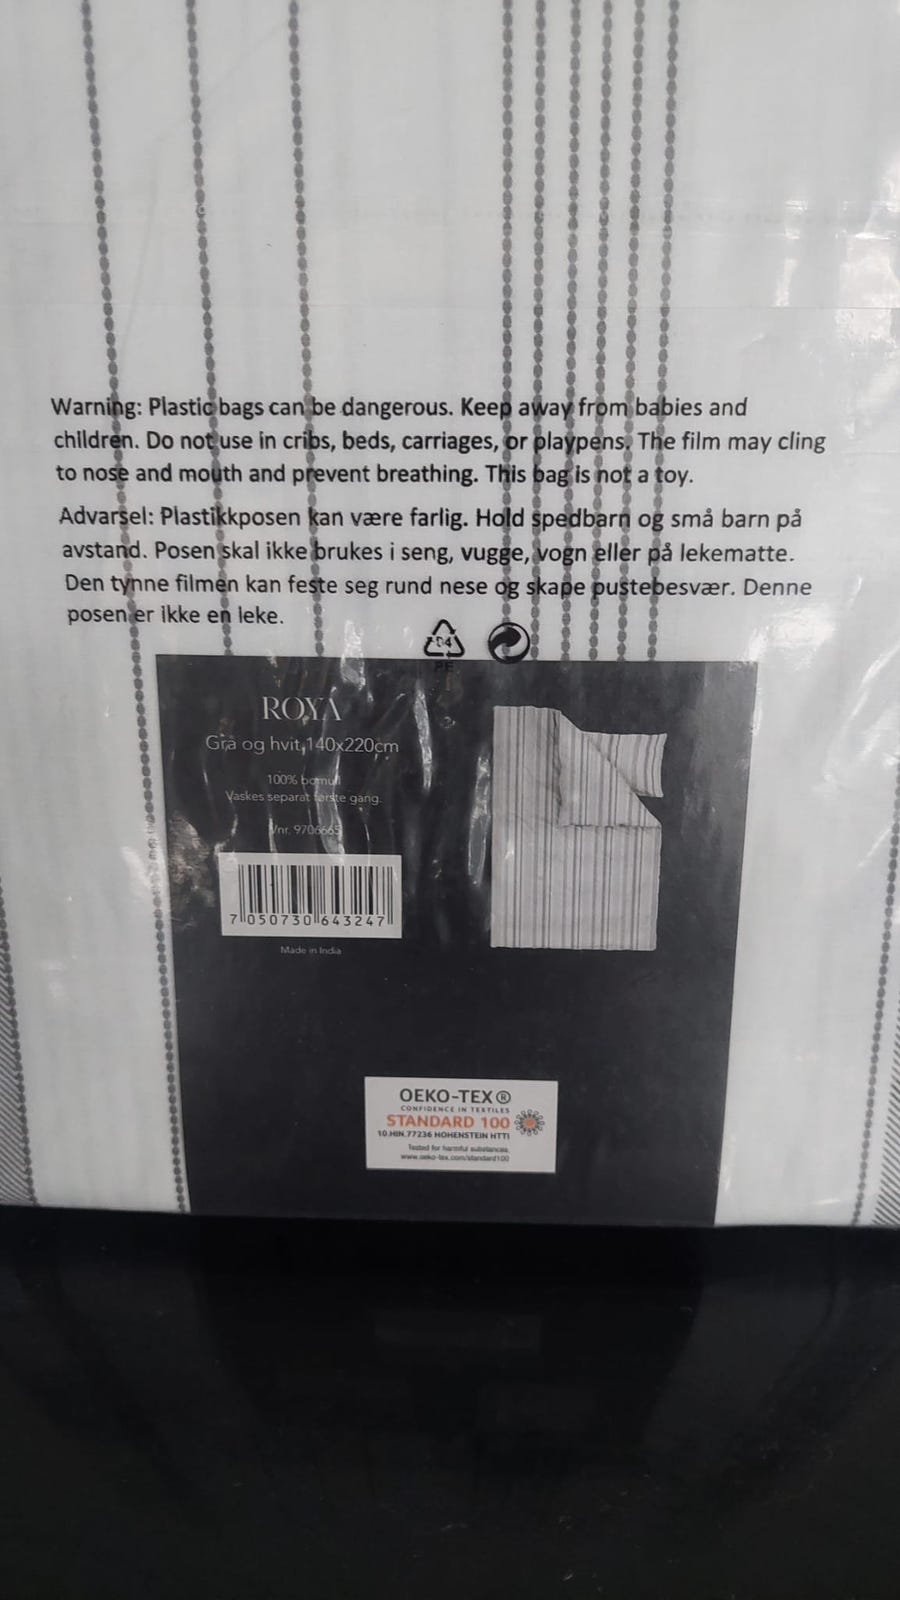 Warning: Plastic bags can be dangerous. Keep away from babies and
children. Do not use in cribs, beds, carriages, or playpens. The film may cling
to nose and mouth and prevent breathing. This bag is not a toy.
Advarsel: Plastikkposen kan være farlig. Hold spedbarn og små barn på
avstand. Posen skal ikke brukes i seng, vugge, vogn eller på lekematte.
Den tynne filmen kan feste seg rund nese og skape pustebesvær. Denne
posen er ikke en leke.
04
PE
ROYA
Grå og hvit, 140x220cm
100% bomull
Vaskes separat første gang.
Vnr. 9706665
7 050730 643247
Made in India
OEKO-TEX®
CONFIDENCE IN TEXTILES
STANDARD 100
10.HIN.77236 HOHENSTEIN HTTI
Tested for harmful substances.
www.oeko-tex.com/standard100